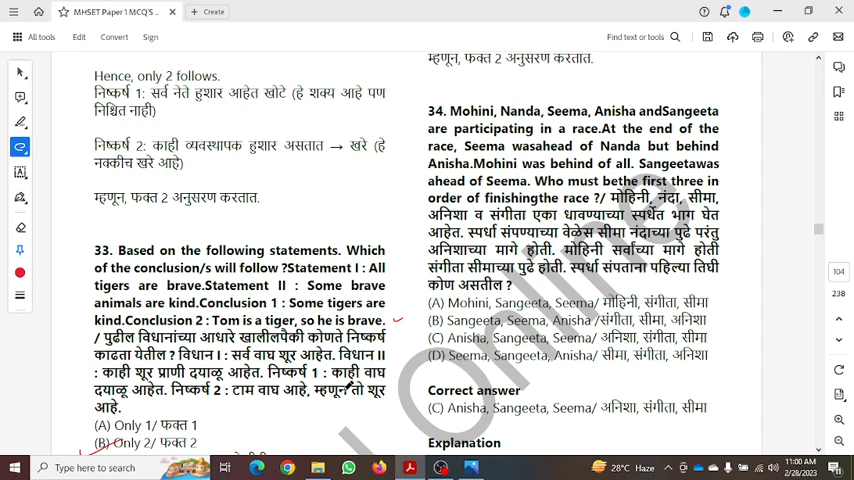 MHSET Paper 1 MCQ'S ...
Create
All tools
Edit
Convert
Sign
Find text or tools
Hence, only 2 follows.
निष्कर्ष 1: सर्व नेते हुशार आहेत खोटे (हे शक्य आहे पण
निश्चित नाही)
निष्कर्ष 2: काही व्यवस्थापक हुशार असतात → खरे (हे
नक्कीच खरे आहे)
म्हणून, फक्त 2 अनुसरण करतात.
33. Based on the following statements. Which
of the conclusion/s will follow ?Statement I : All
tigers are brave.Statement II : Some brave
animals are kind.Conclusion 1 : Some tigers are
kind.Conclusion 2 : Tom is a tiger, so he is brave.
/ पुढील विधानांच्या आधारे खालीलपैकी कोणते निष्कर्ष
काढता येतील ? विधान I : सर्व वाघ शूर आहेत. विधान II
: काही शूर प्राणी दयाळू आहेत. निष्कर्ष 1 : काही वाघ
दयाळू आहेत. निष्कर्ष 2 : टाम वाघ आहे, म्हणून तो शूर
आहे.
(A) Only 1/ फक्त 1
(B) Only 2/ फक्त 2
म्हणून, फक्त 2 अनुसरण करतात.
34. Mohini, Nanda, Seema, Anisha andSangeeta
are participating in a race.At the end of the
race, Seema wasahead of Nanda but behind
Anisha.Mohini was behind of all. Sangeetawas
ahead of Seema. Who must bethe first three in
order of finishingthe race ?/ मोहिनी, नंदा, सीमा,
अनिशा व संगीता एका धावण्याच्या स्पर्धेत भाग घेत
आहेत. स्पर्धा संपण्याच्या वेळेस सीमा नंदाच्या पुढे परंतु
अनिशाच्या मागे होती. मोहिनी सर्वांच्या मागे होती
संगीता सीमाच्या पुढे होती. स्पर्धा संपताना पहिल्या तिघी
कोण असतील ?
(A) Mohini, Sangeeta, Seema/ मोहिनी, संगीता, सीमा
(B) Sangeeta, Seema, Anisha /संगीता, सीमा, अनिशा
(C) Anisha, Sangeeta, Seema/ अनिशा, संगीता, सीमा
(D) Seema, Sangeeta, Anisha/ सीमा, संगीता, अनिशा
Correct answer
(C) Anisha, Sangeeta, Seema/ अनिशा, संगीता, सीमा
Explanation
Online
104
238
Type here to search
28°C Haze
11:00 AM
2/28/2023